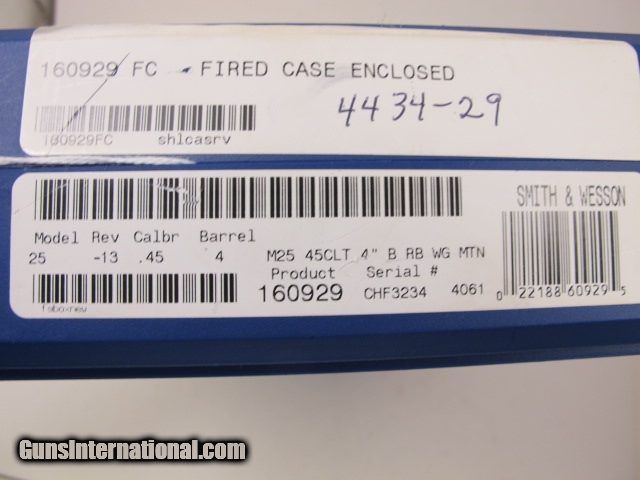 160929 FC - FIRED CASE ENCLOSED
4434-29
160929FC shlcasrv
SMITH & WESSON
Model Rev Calbr Barrel
25 -13 .45 4 M25 45CLT 4" B RB WG MTN
Product Serial #
160929 CHF3234 4061
0 22188 60929 5
1sboxnew
GunsInternational.com